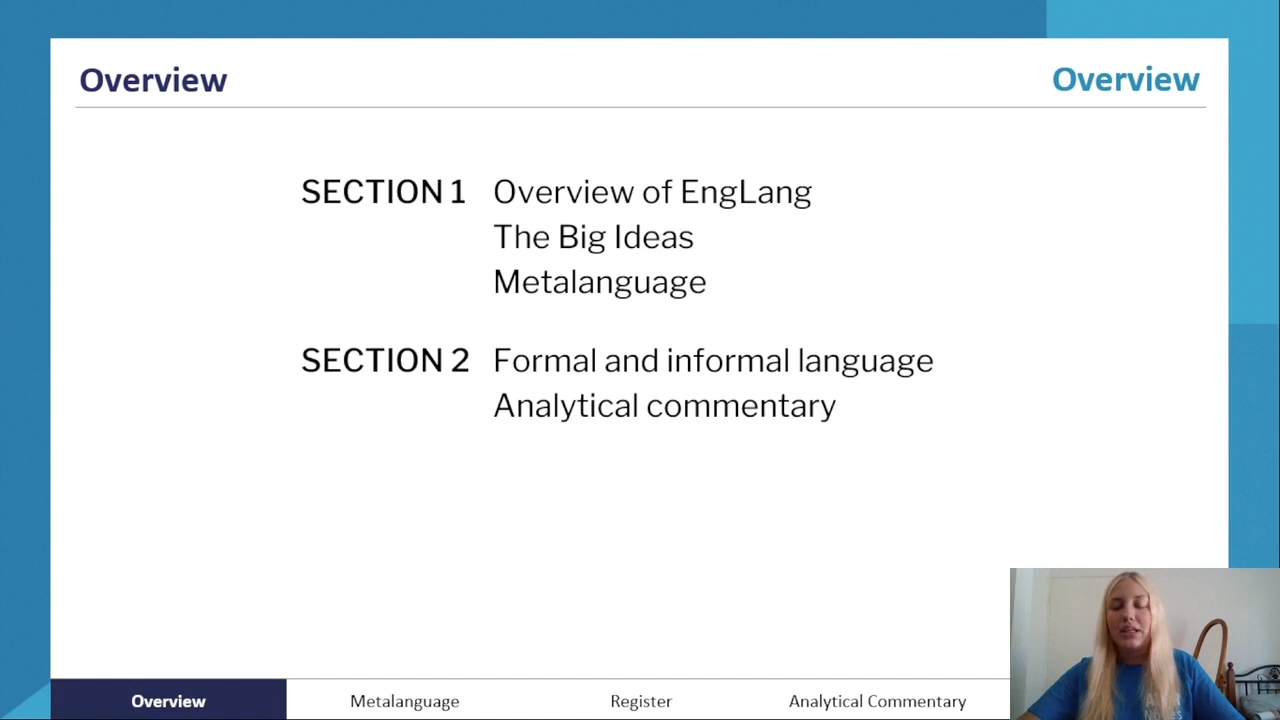 Overview
Overview
SECTION 1 Overview of EngLang
The Big Ideas
Metalanguage
SECTION 2 Formal and informal language
Analytical commentary
Overview Metalanguage Register Analytical Commentary